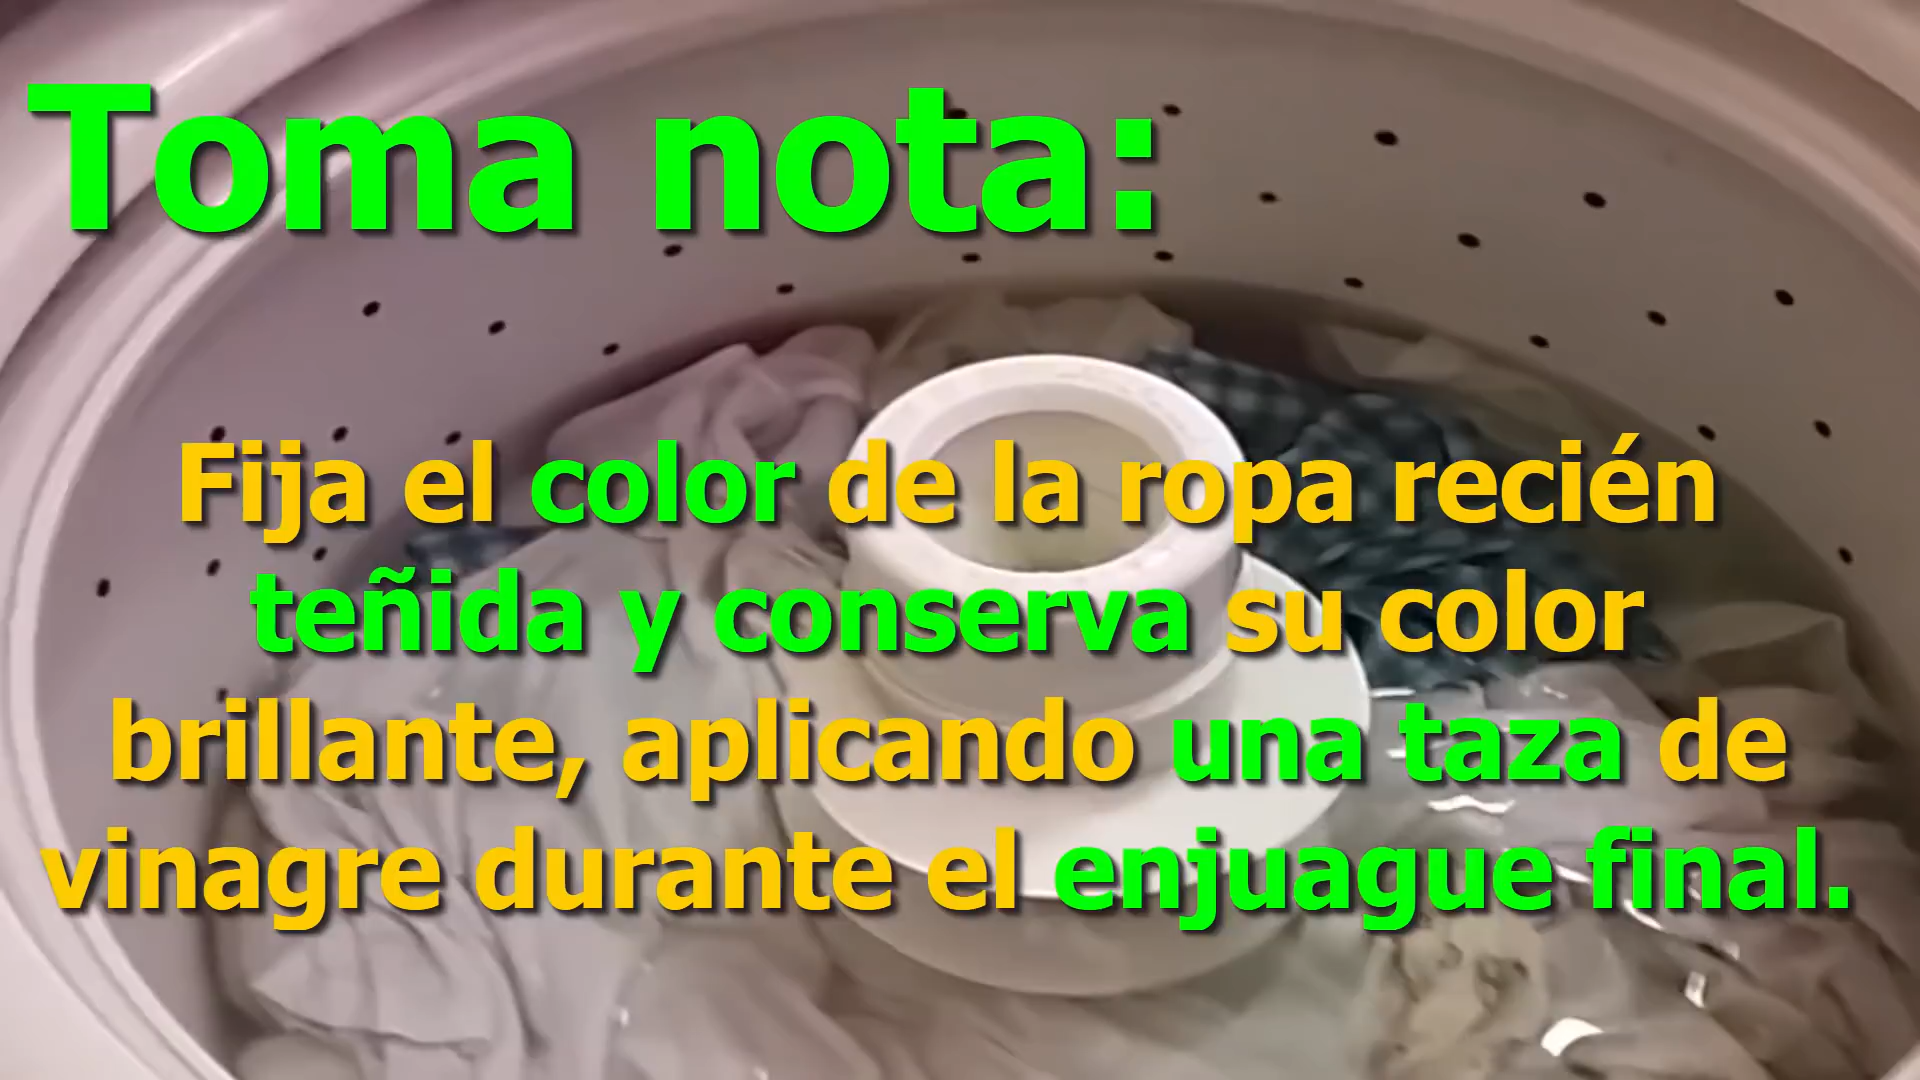 Toma nota:
Fija el color de la ropa recién
teñida y conserva su color
brillante, aplicando una taza de
vinagre durante el enjuague final.